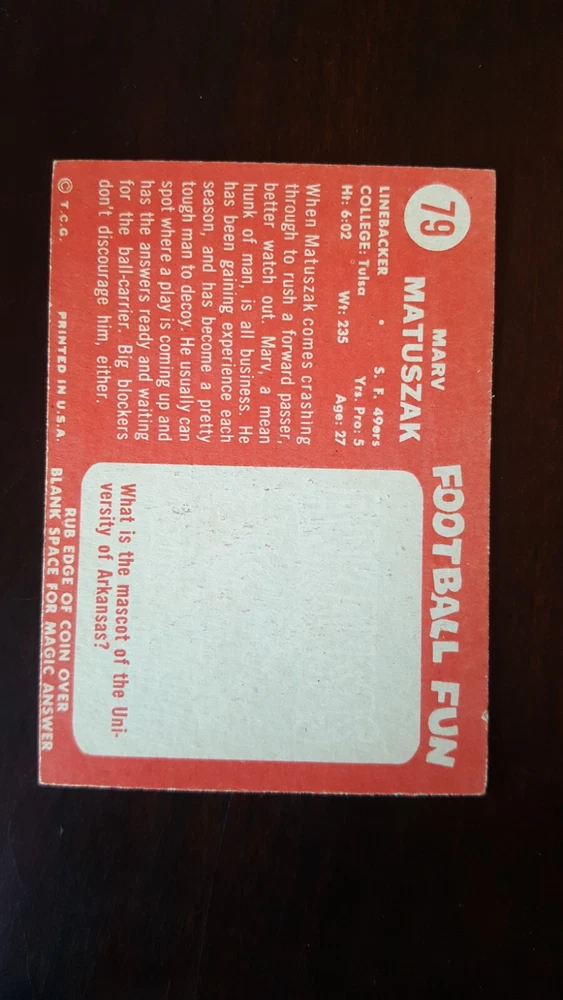 79
MARV
MATUSZAK
LINEBACKER • S. F. 49ers
COLLEGE: Tulsa Yrs. Pro: 5
Ht: 6-02 Wt: 235 Age: 27
When Matuszak comes crashing
through to rush a forward passer,
better watch out. Marv, a mean
hunk of man, is all business. He
has been gaining experience each
season, and has become a pretty
tough man to decoy. He usually can
spot where a play is coming up and
has the answers ready and waiting
for the ball-carrier. Big blockers
don't discourage him, either.
© T.C.G. PRINTED IN U.S.A.
FOOTBALL FUN
What is the mascot of the Uni-
versity of Arkansas?
RUB EDGE OF COIN OVER
BLANK SPACE FOR MAGIC ANSWER